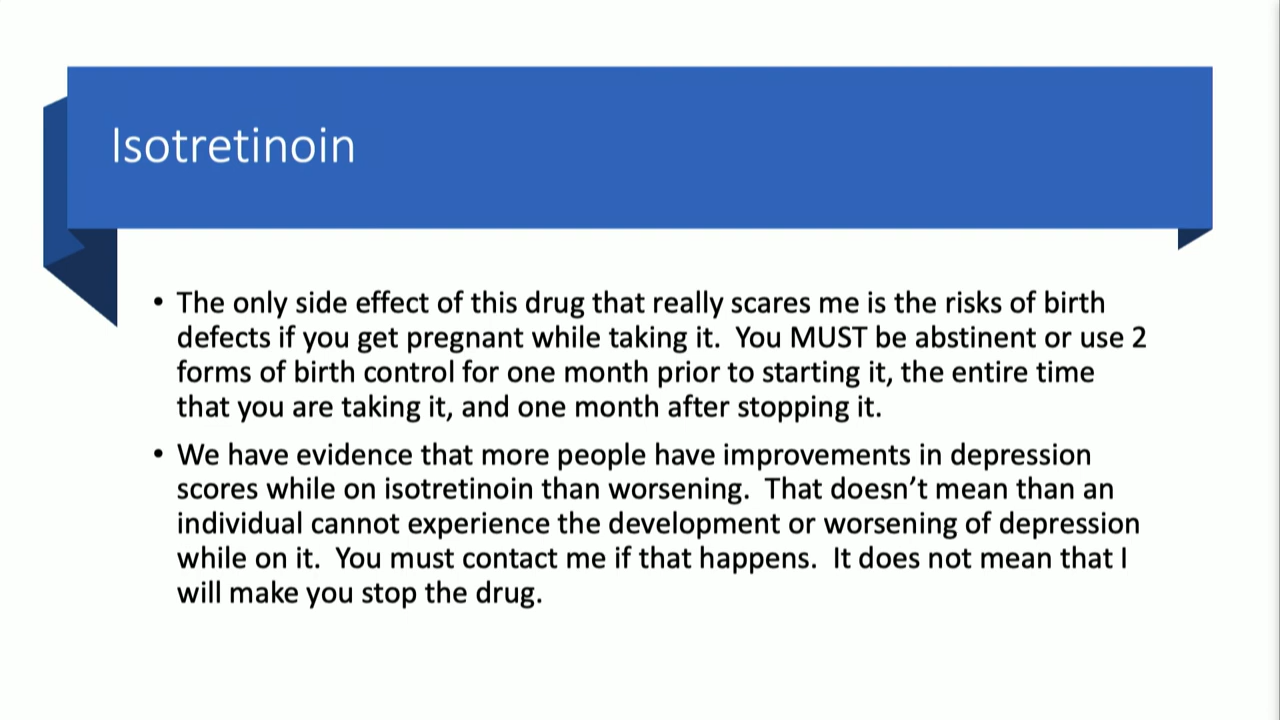 Isotretinoin
• The only side effect of this drug that really scares me is the risks of birth
defects if you get pregnant while taking it.  You MUST be abstinent or use 2
forms of birth control for one month prior to starting it, the entire time
that you are taking it, and one month after stopping it.
• We have evidence that more people have improvements in depression
scores while on isotretinoin than worsening.  That doesn’t mean than an
individual cannot experience the development or worsening of depression
while on it.  You must contact me if that happens.  It does not mean that I
will make you stop the drug.